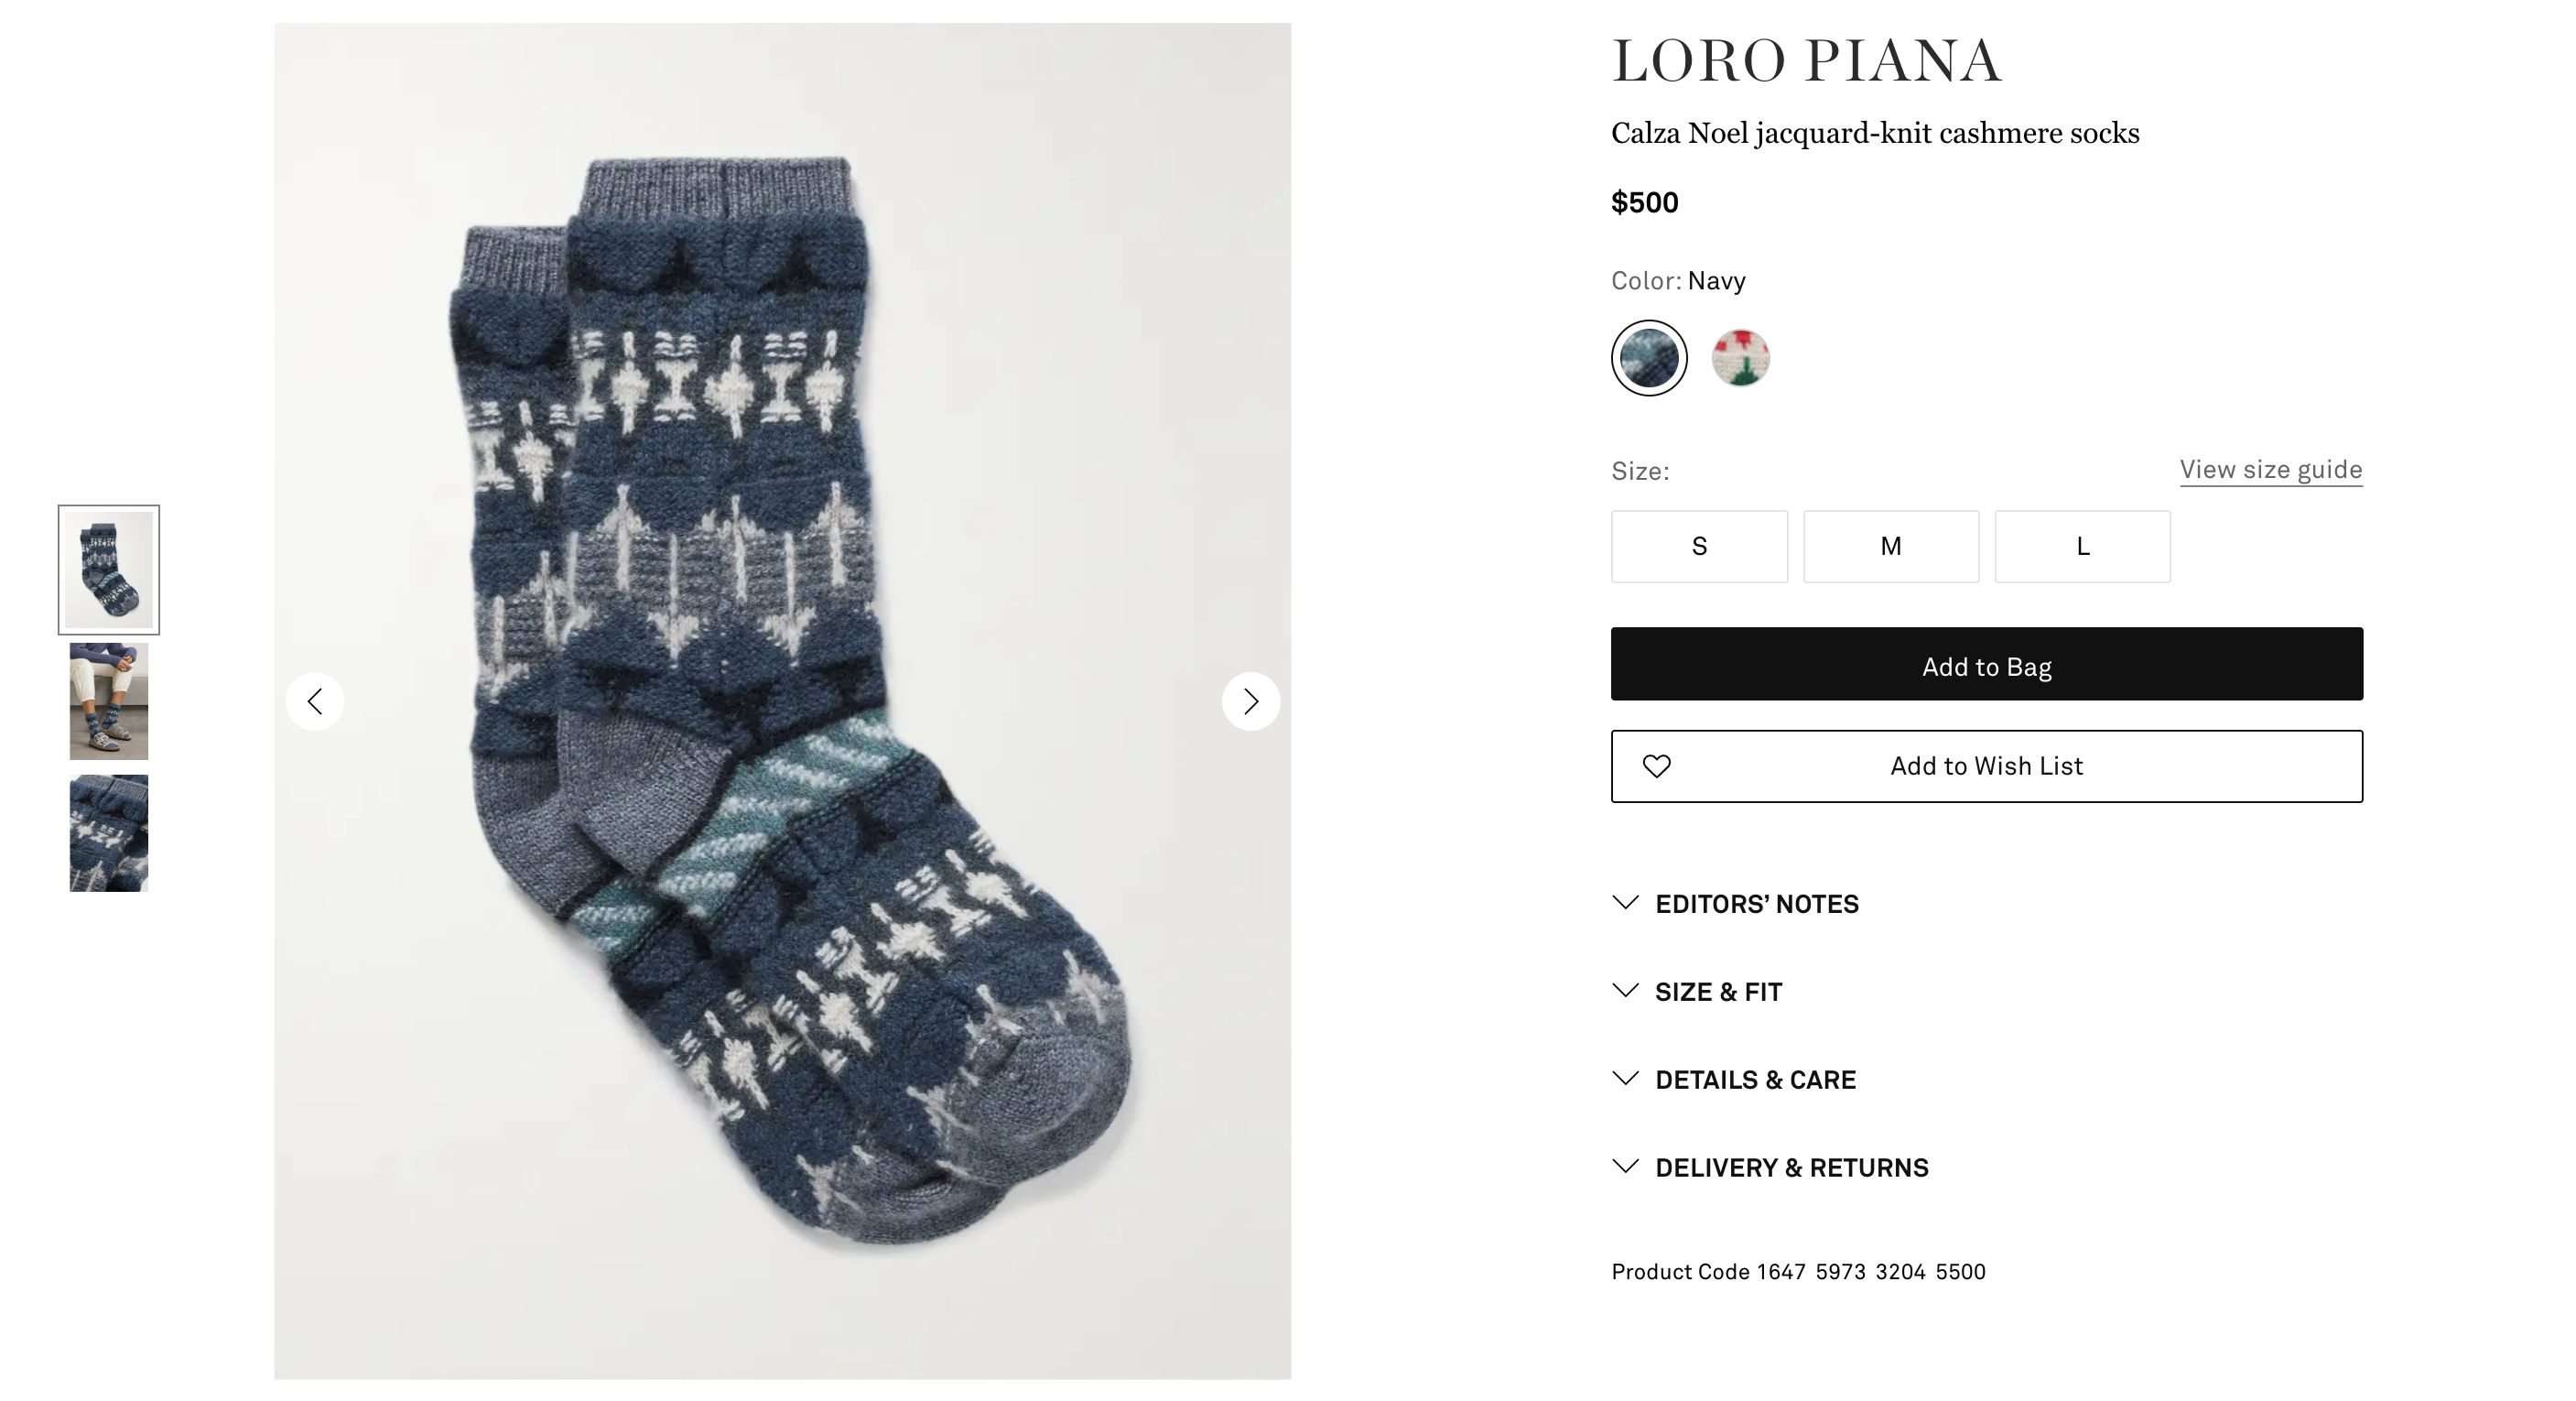 LORO PIANA
Calza Noel jacquard-knit cashmere socks
$500
Color: Navy
Size:
View size guide
S
M
L
Add to Bag
Add to Wish List
EDITORS’ NOTES
SIZE & FIT
DETAILS & CARE
DELIVERY & RETURNS
Product Code 1647 5973 3204 5500